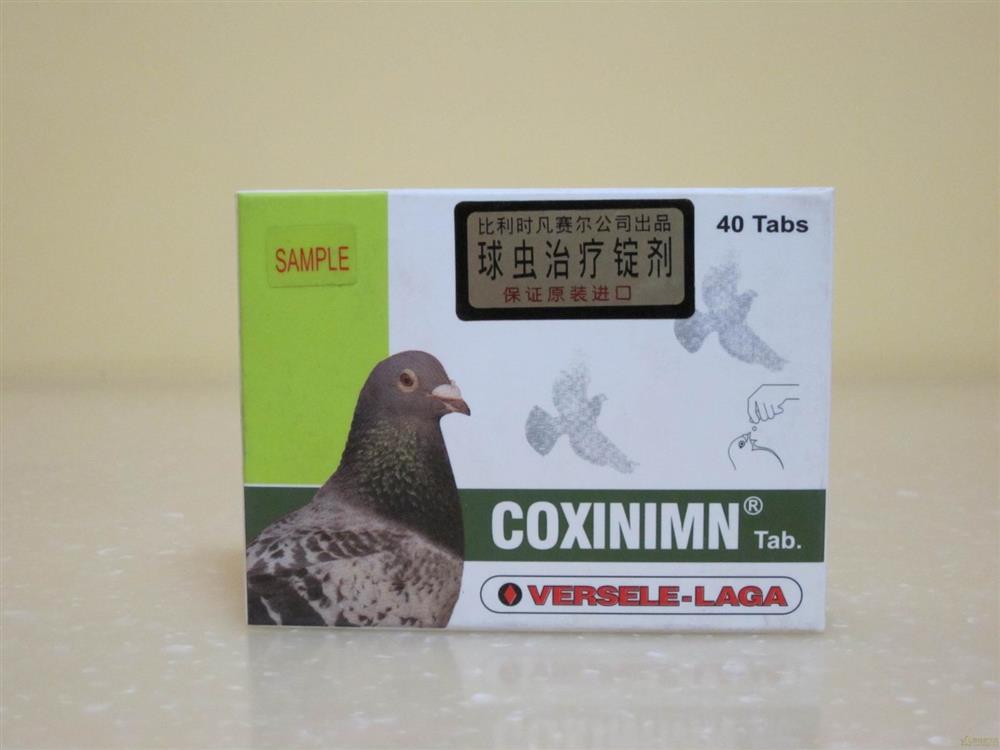 SAMPLE
比利时凡赛尔公司出品
球虫治疗锭剂
保证原装进口
40 Tabs
COXINIMN®
Tab.
VERSELE-LAGA